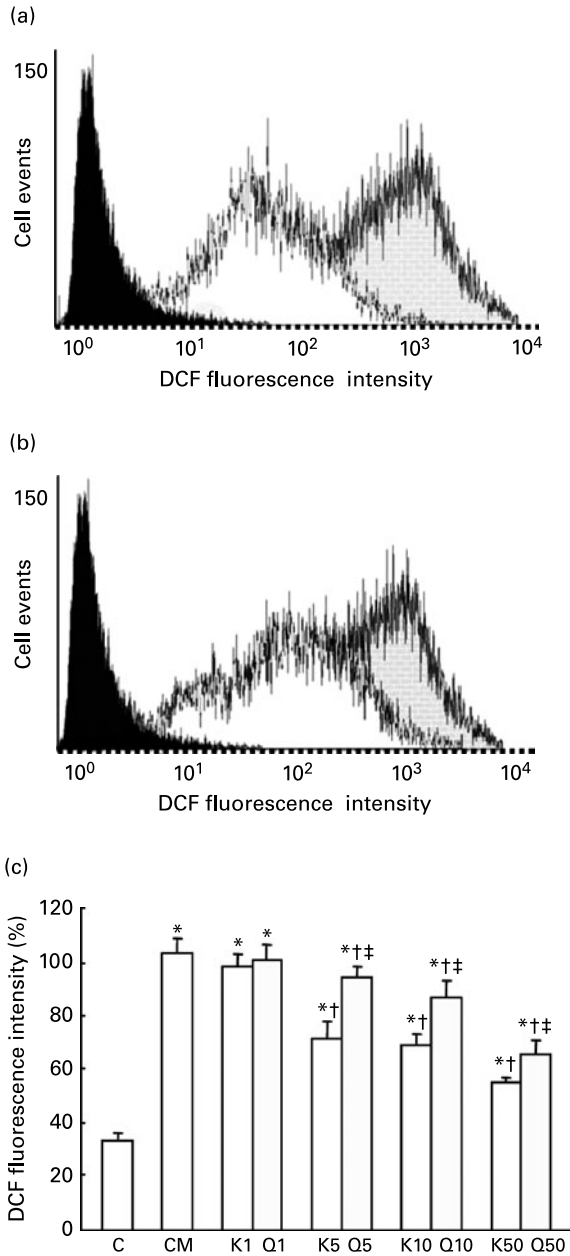 (a)
150
Cell events
10⁰ 10¹ 10² 10³ 10⁴
DCF fluorescence intensity
(b)
150
Cell events
10⁰ 10¹ 10² 10³ 10⁴
DCF fluorescence intensity
(c)
DCF fluorescence intensity (%)
120
100
80
60
40
20
0
*
*
*
*†
*†‡
*†
*†‡
*†
*†‡
C CM K1 Q1 K5 Q5 K10 Q10 K50 Q50